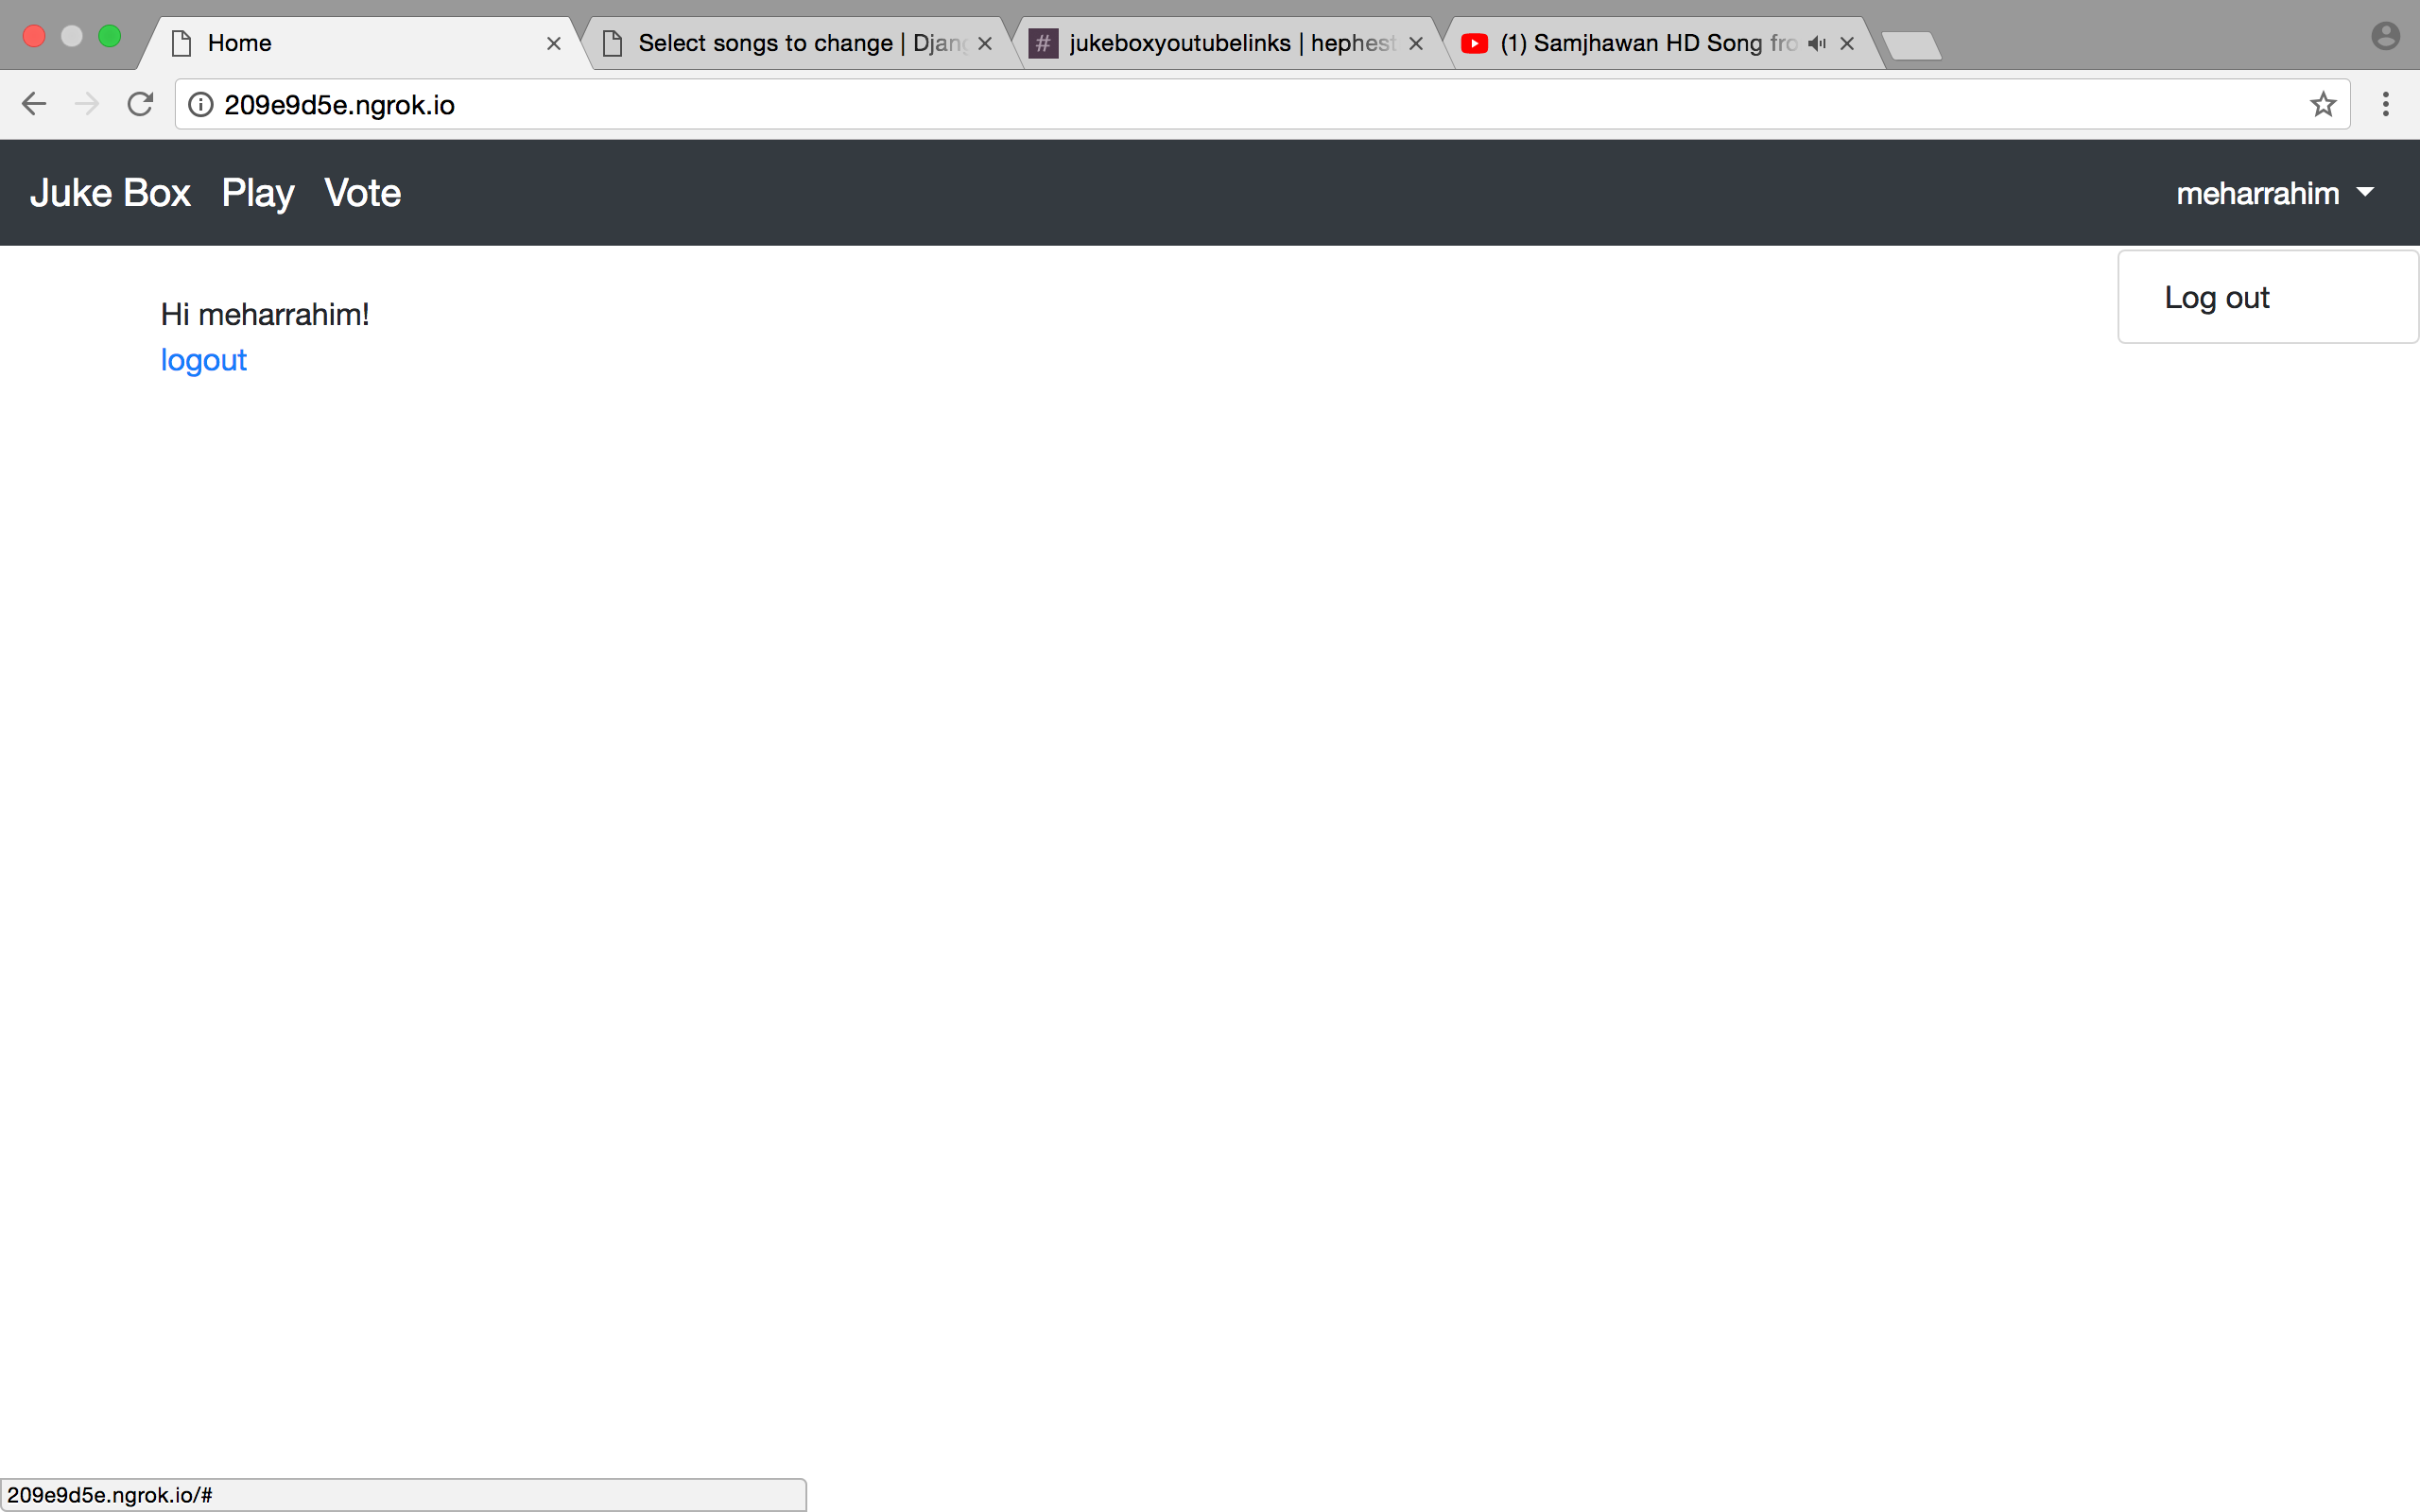 Home
Select songs to change | Djang
# jukeboxyoutubelinks | hephest
(1) Samjhawan HD Song fro
209e9d5e.ngrok.io
Juke Box Play Vote meharrahim
Log out
Hi meharrahim!
logout
209e9d5e.ngrok.io/#